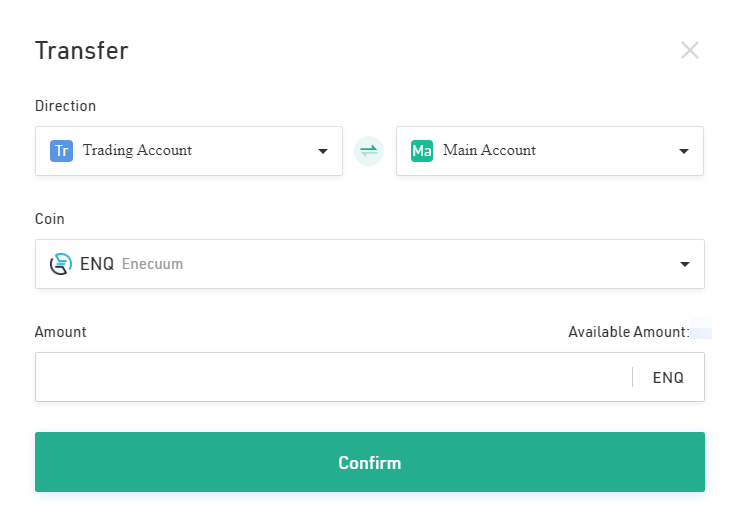 Transfer
Direction
Tr Trading Account
Ma Main Account
Coin
ENQ Enecuum
Amount
Available Amount:
ENQ
Confirm